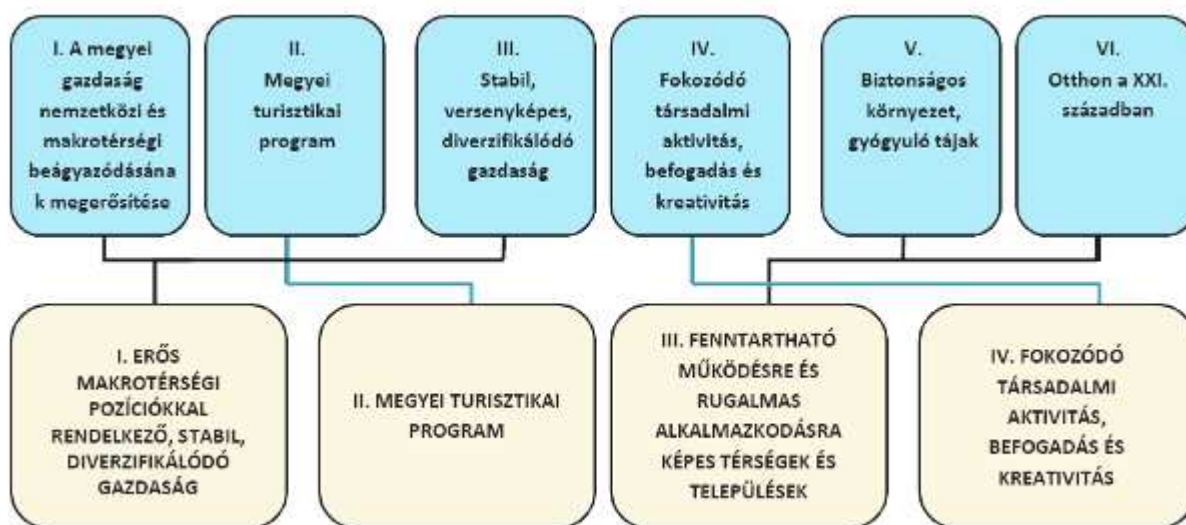 I. A megyei
gazdaság
nemzetközi és
makrotérségi
beágyazódásána
k megerősítése
II.
Megyei
turisztikai
program
III.
Stabil,
versenyképes,
diverzifikálódó
gazdaság
IV.
Fokozódó
társadalmi
aktivitás,
befogadás és
kreativitás
V.
Biztonságos
környezet,
gyógyuló tájak
VI.
Otthon a XXI.
században
I. ERŐS
MAKROTÉRSÉGI
POZÍCIÓKKAL
RENDELKEZŐ, STABIL,
DIVERZIFIKÁLÓDÓ
GAZDASÁG
II. MEGYEI TURISZTIKAI
PROGRAM
III. FENNTARTHATÓ
MŰKÖDÉSRE ÉS
RUGALMAS
ALKALMAZKODÁSRA
KÉPES TÉRSÉGEK ÉS
TELEPÜLÉSEK
IV. FOKOZÓDÓ
TÁRSADALMI
AKTIVITÁS,
BEFOGADÁS ÉS
KREATIVITÁS